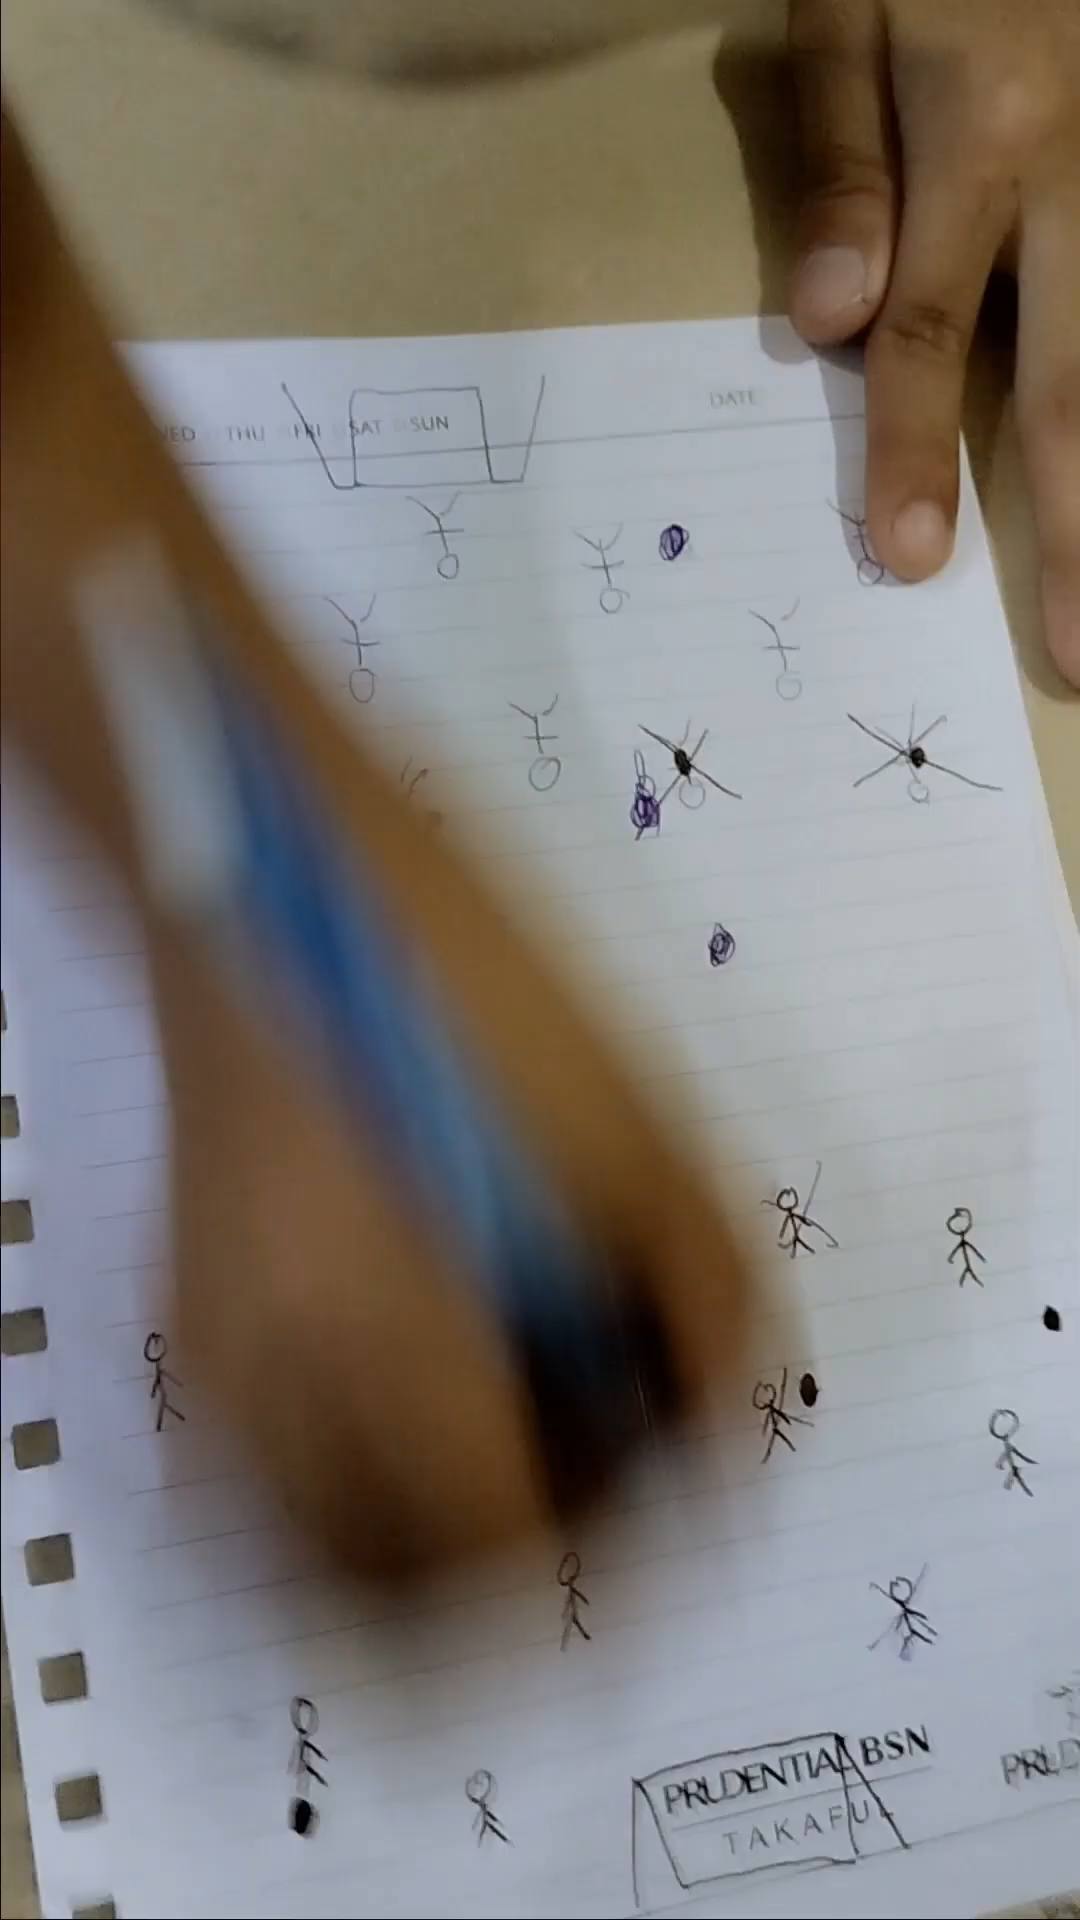 WED THU FRI SAT SUN
DATE
PRUDENTIAL BSN
TAKAFUL